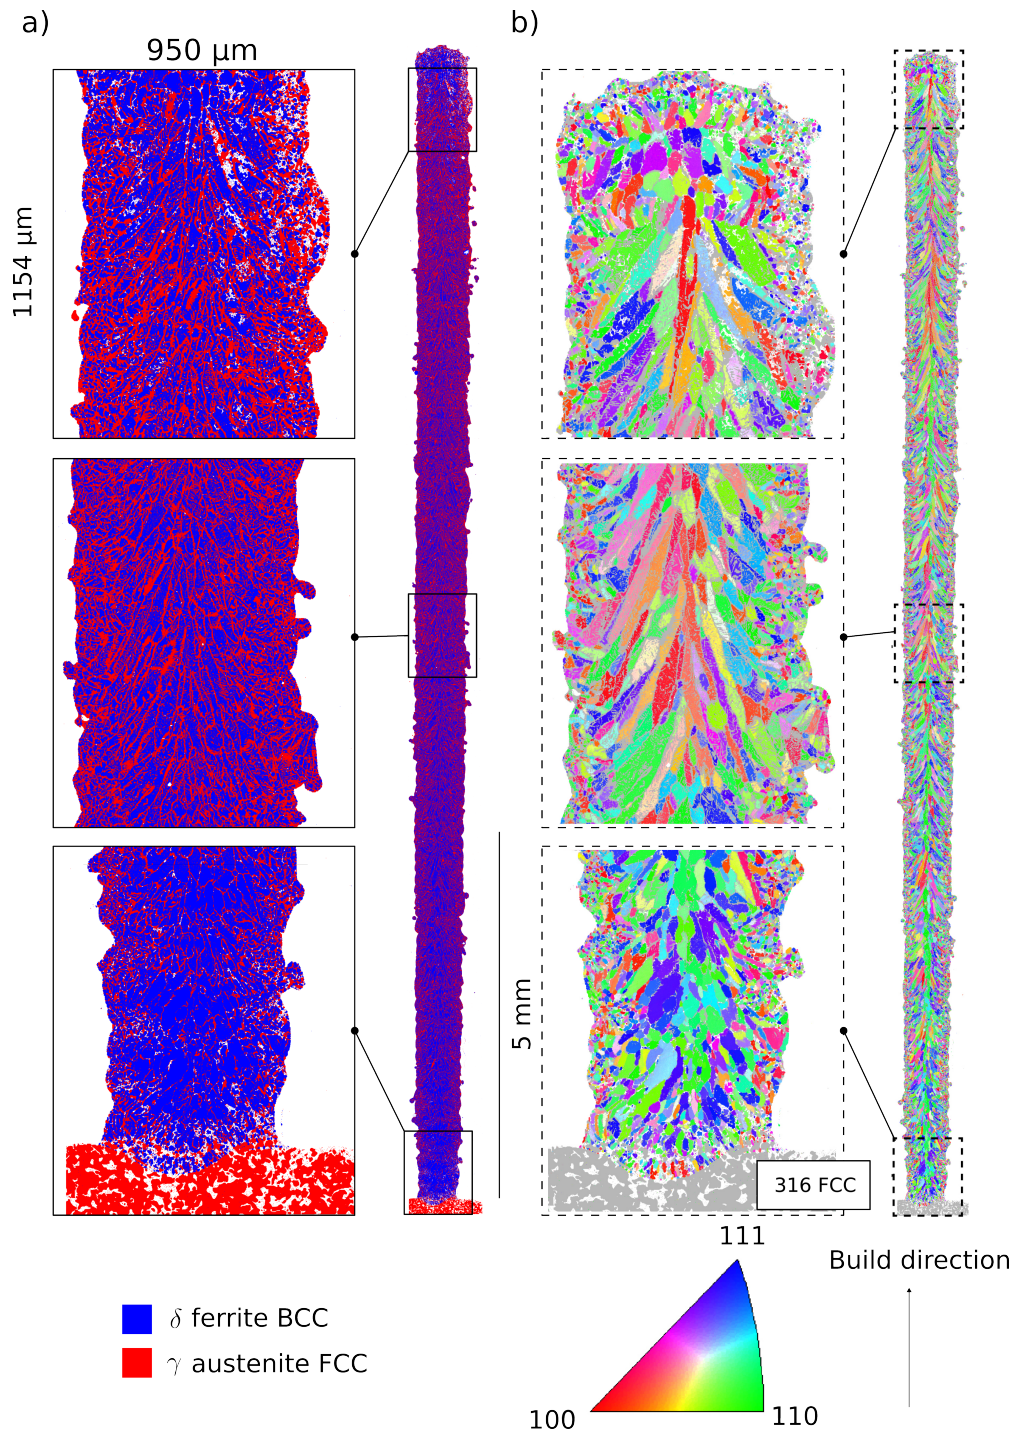 a)
b)
950 μm
1154 μm
5 mm
316 FCC
111
Build direction
δ ferrite BCC
γ austenite FCC
100
110